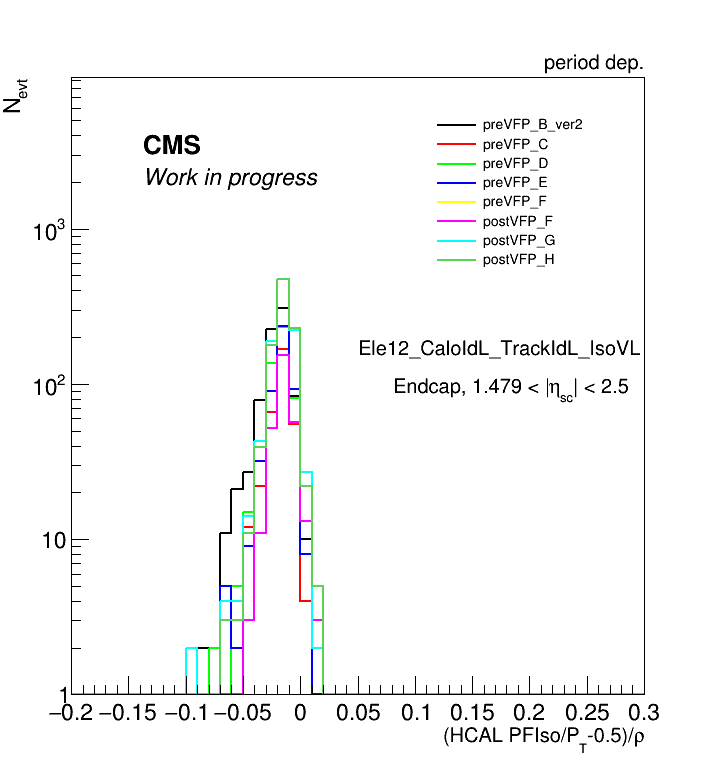 period dep.
N_evt
CMS
Work in progress
preVFP_B_ver2
preVFP_C
preVFP_D
preVFP_E
preVFP_F
postVFP_F
postVFP_G
postVFP_H
10^3
Ele12_CaloIdL_TrackIdL_IsoVL
10^2
Endcap, 1.479 < |η_sc| < 2.5
10
1
−0.2 −0.15 −0.1 −0.05 0 0.05 0.1 0.15 0.2 0.25 0.3
(HCAL PFIso/P_T-0.5)/ρ